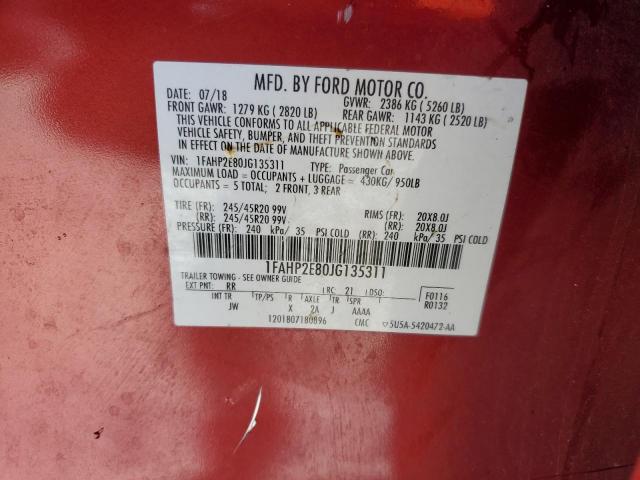 MFD. BY FORD MOTOR CO.
DATE: 07/18 GVWR: 2386 KG ( 5260 LB)
FRONT GAWR: 1279 KG ( 2820 LB) REAR GAWR: 1143 KG ( 2520 LB)
THIS VEHICLE CONFORMS TO ALL APPLICABLE FEDERAL MOTOR
VEHICLE SAFETY, BUMPER, AND THEFT PREVENTION STANDARDS
IN EFFECT ON THE DATE OF MANUFACTURE SHOWN ABOVE.
VIN: 1FAHP2E80JG135311 TYPE: Passenger Car
MAXIMUM LOAD = OCCUPANTS + LUGGAGE = 430KG/ 950LB
OCCUPANTS = 5 TOTAL; 2 FRONT, 3 REAR
TIRE (FR): 245/45R20 99V RIMS (FR): 20X8.0J
(RR): 245/45R20 99V (RR): 20X8.0J
PRESSURE (FR): 240 kPa/ 35 PSI COLD (RR): 240 kPa/ 35 PSI COLD
1FAHP2E80JG135311
TRAILER TOWING - SEE OWNER GUIDE
EXT PNT: RR RC: 21 DSO: F0116
INT TR TP/PS R AXLE TR SPR R0132
JW X 2A J AAAA
1201807180896 CMC 5U5A-5420472-AA